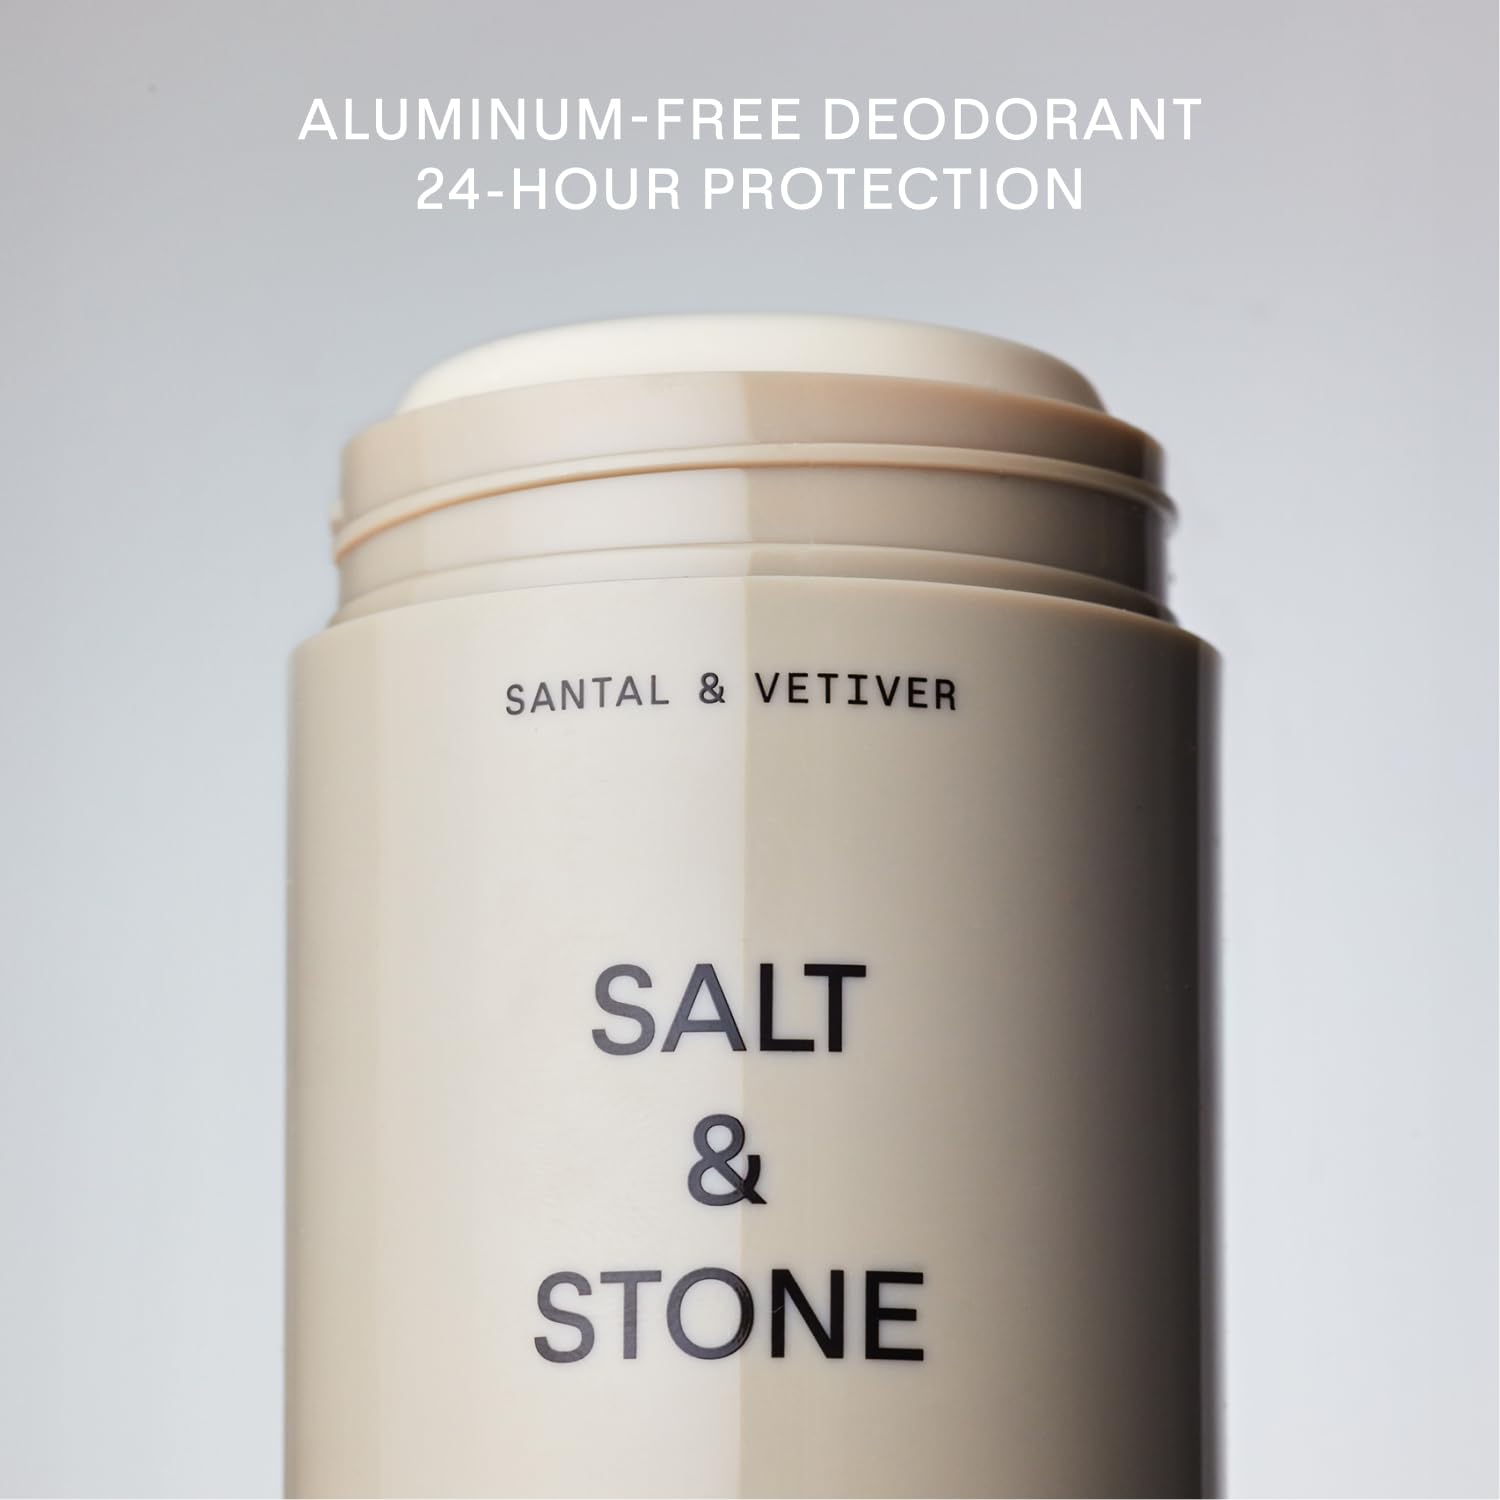 ALUMINUM-FREE DEODORANT
24-HOUR PROTECTION
SANTAL & VETIVER
SALT
&
STONE